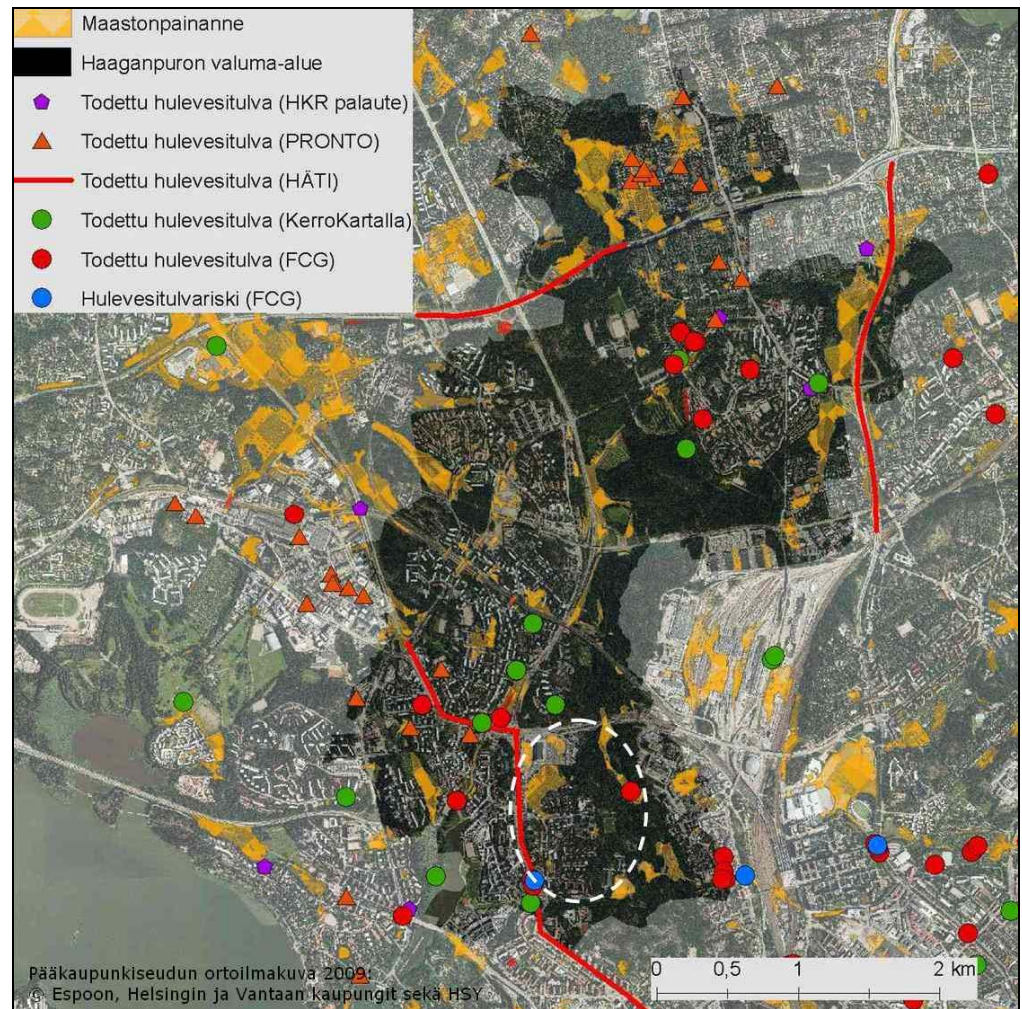 Maastonpainanne
Haaganpuron valuma-alue
Todettu hulevesitulva (HKR palaute)
Todettu hulevesitulva (PRONTO)
Todettu hulevesitulva (HÄTI)
Todettu hulevesitulva (KerroKartalla)
Todettu hulevesitulva (FCG)
Hulevesitulvariski (FCG)
Pääkaupunkiseudun ortoilmakuva 2009:
© Espoon, Helsingin ja Vantaan kaupungit sekä HSY
0 0,5 1 2 km